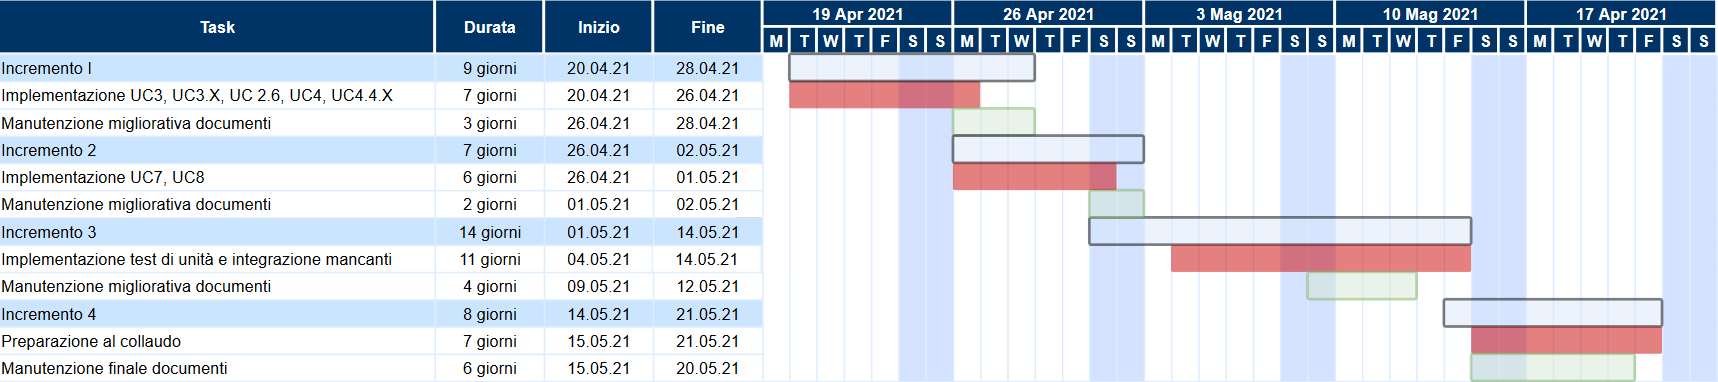 Task Durata Inizio Fine 19 Apr 2021 26 Apr 2021 3 Mag 2021 10 Mag 2021 17 Apr 2021
M T W T F S S M T W T F S S M T W T F S S M T W T F S S M T W T F S S
Incremento I 9 giorni 20.04.21 28.04.21
Implementazione UC3, UC3.X, UC 2.6, UC4, UC4.4.X 7 giorni 20.04.21 26.04.21
Manutenzione migliorativa documenti 3 giorni 26.04.21 28.04.21
Incremento 2 7 giorni 26.04.21 02.05.21
Implementazione UC7, UC8 6 giorni 26.04.21 01.05.21
Manutenzione migliorativa documenti 2 giorni 01.05.21 02.05.21
Incremento 3 14 giorni 01.05.21 14.05.21
Implementazione test di unità e integrazione mancanti 11 giorni 04.05.21 14.05.21
Manutenzione migliorativa documenti 4 giorni 09.05.21 12.05.21
Incremento 4 8 giorni 14.05.21 21.05.21
Preparazione al collaudo 7 giorni 15.05.21 21.05.21
Manutenzione finale documenti 6 giorni 15.05.21 20.05.21